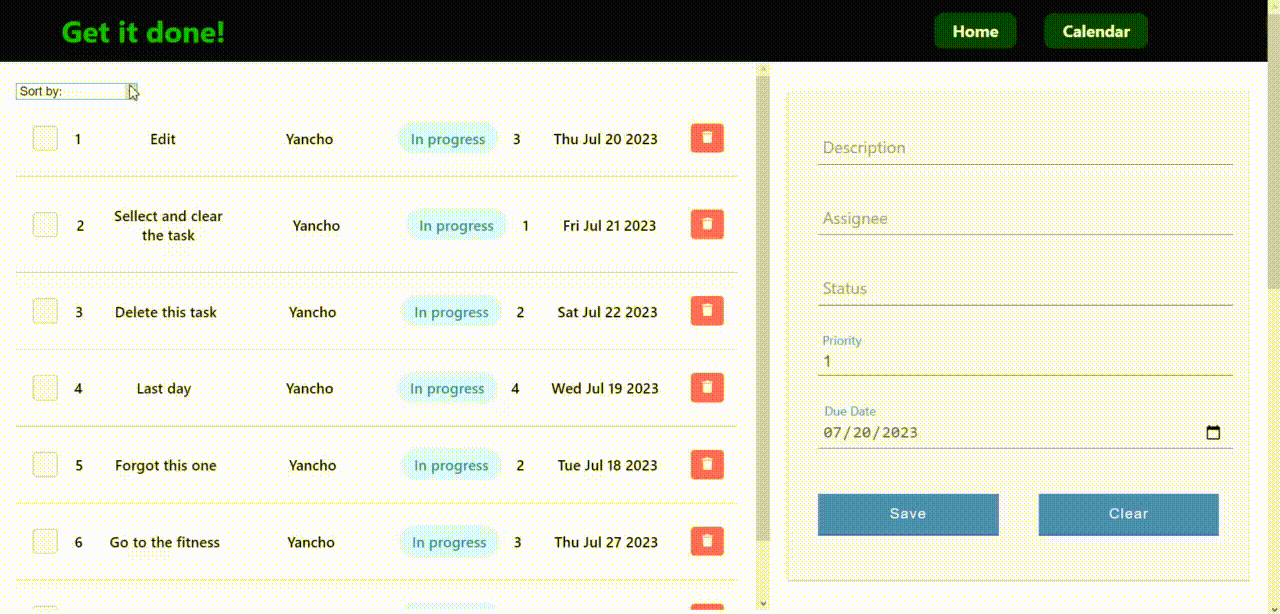 Get it done!
Home
Calendar
Sort by:
1 Edit Yancho In progress 3 Thu Jul 20 2023
2 Sellect and clear the task Yancho In progress 1 Fri Jul 21 2023
3 Delete this task Yancho In progress 2 Sat Jul 22 2023
4 Last day Yancho In progress 4 Wed Jul 19 2023
5 Forgot this one Yancho In progress 2 Tue Jul 18 2023
6 Go to the fitness Yancho In progress 3 Thu Jul 27 2023
Description
Assignee
Status
Priority
1
Due Date
07/20/2023
Save
Clear